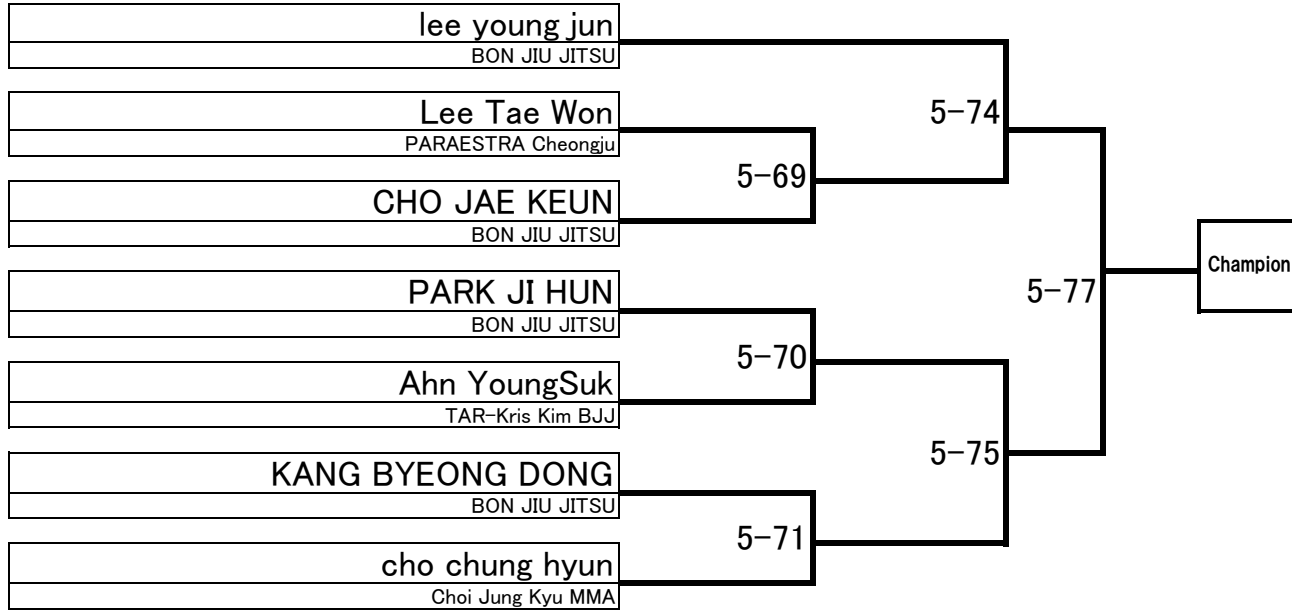 lee young jun
BON JIU JITSU
Lee Tae Won
PARAESTRA Cheongju
CHO JAE KEUN
BON JIU JITSU
PARK JI HUN
BON JIU JITSU
Ahn YoungSuk
TAR-Kris Kim BJJ
KANG BYEONG DONG
BON JIU JITSU
cho chung hyun
Choi Jung Kyu MMA
5-69
5-70
5-71
5-74
5-75
5-77
Champion